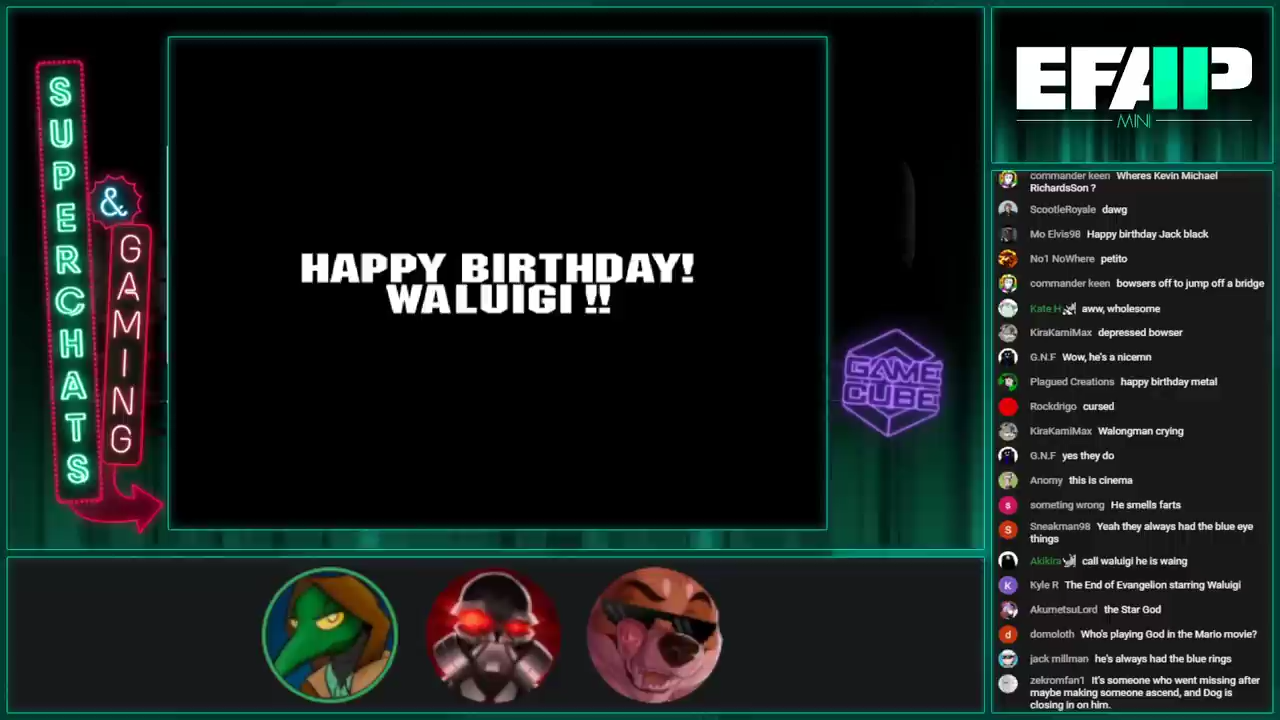 SUPERCHATS
&
GAMING
HAPPY BIRTHDAY!
WALUIGI !!
GAME
CUBE
EFAP
MINI
commander keen Wheres Kevin Michael
RichardsSon ?
ScootleRoyale dawg
Mo Elvis98 Happy birthday Jack black
No1 NoWhere petito
commander keen bowsers off to jump off a bridge
Kate H aww, wholesome
KiraKamiMax depressed bowser
G.N.F Wow, he's a nicemn
Plagued Creations happy birthday metal
Rockdrigo cursed
KiraKamiMax Walongman crying
G.N.F yes they do
Anomy this is cinema
s
someting wrong He smells farts
S
Sneakman98 Yeah they always had the blue eye
things
Akikira call waluigi he is waing
K
Kyle R The End of Evangelion starring Waluigi
AkumetsuLord the Star God
d
domoloth Who's playing God in the Mario movie?
jack millman he's always had the blue rings
zekromfan1 It's someone who went missing after
maybe making someone ascend, and Dog is
closing in on him.